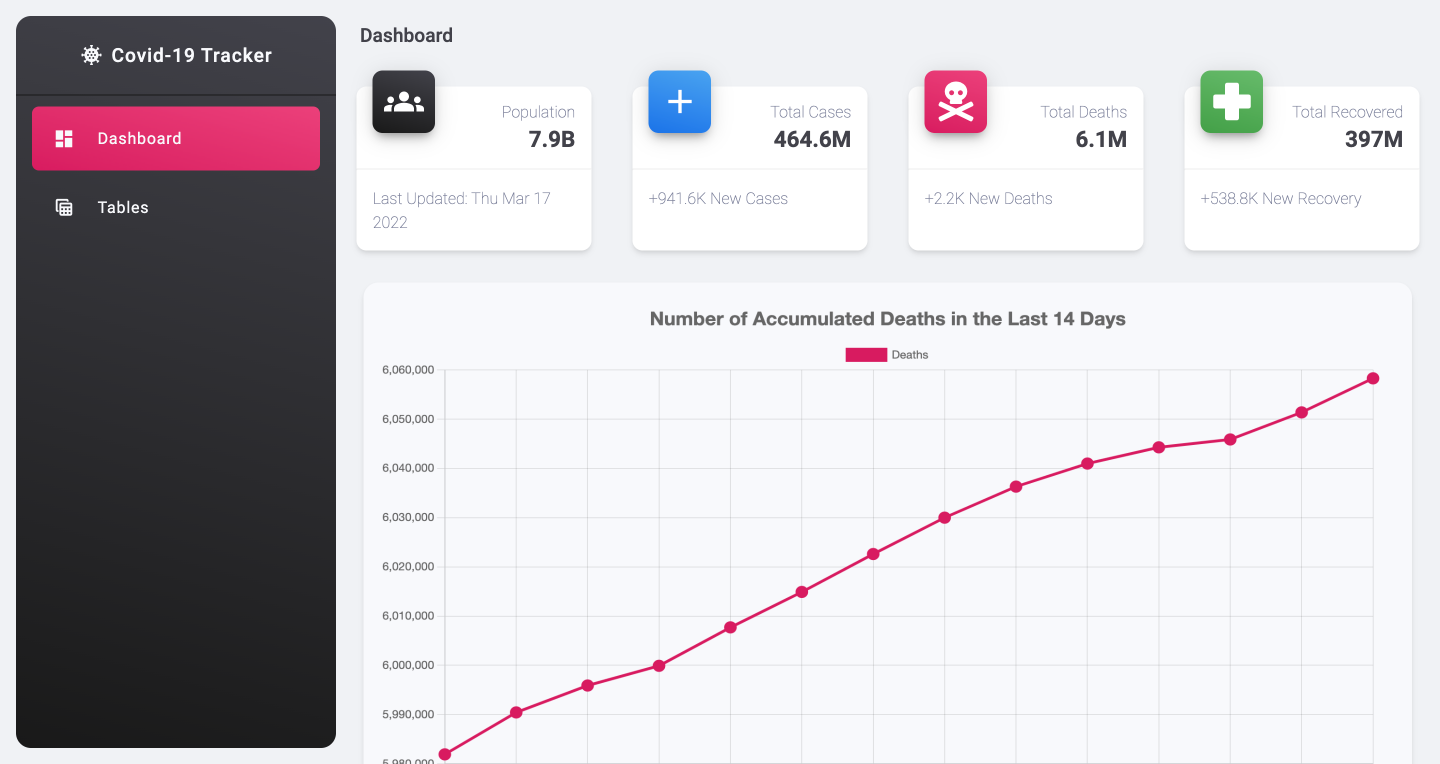 Covid-19 Tracker
Dashboard
Tables
Dashboard
Population
7.9B
Last Updated: Thu Mar 17
2022
Total Cases
464.6M
+941.6K New Cases
Total Deaths
6.1M
+2.2K New Deaths
Total Recovered
397M
+538.8K New Recovery
Number of Accumulated Deaths in the Last 14 Days
Deaths
6,060,000
6,050,000
6,040,000
6,030,000
6,020,000
6,010,000
6,000,000
5,990,000
5,980,000